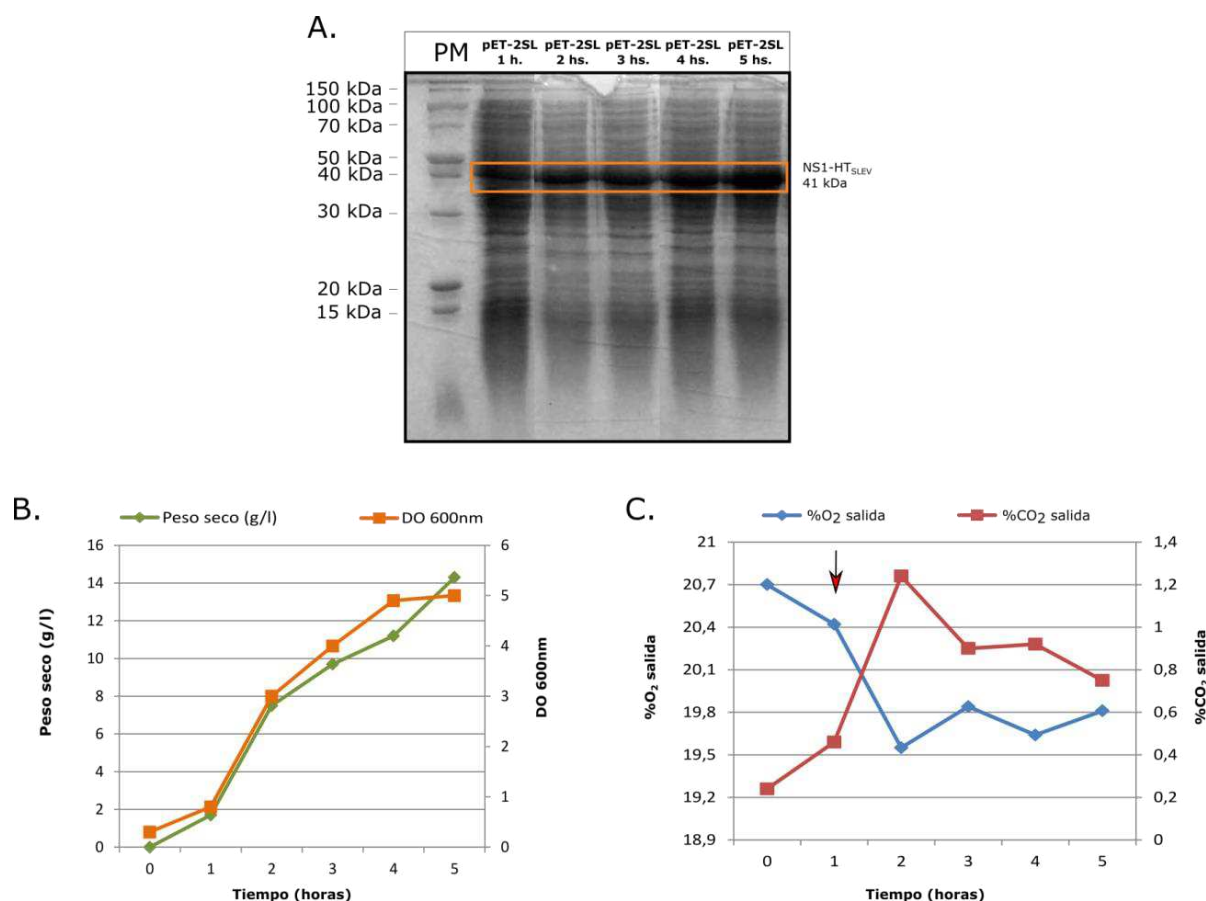 A.
PM
pET-2SL pET-2SL pET-2SL pET-2SL pET-2SL
1 h. 2 hs. 3 hs. 4 hs. 5 hs.
150 kDa
100 kDa
70 kDa
50 kDa
40 kDa
30 kDa
20 kDa
15 kDa
NS1-HTSLEV
41 kDa
B.
Peso seco (g/l) DO 600nm
Peso seco (g/l)
16
14
12
10
8
6
4
2
0
6
5
4
3
2
1
0
DO 600nm
0 1 2 3 4 5
Tiempo (horas)
C.
%O2 salida %CO2 salida
%O2 salida
21
20,7
20,4
20,1
19,8
19,5
19,2
18,9
1,4
1,2
1
0,8
0,6
0,4
0,2
0
%CO2 salida
0 1 2 3 4 5
Tiempo (horas)